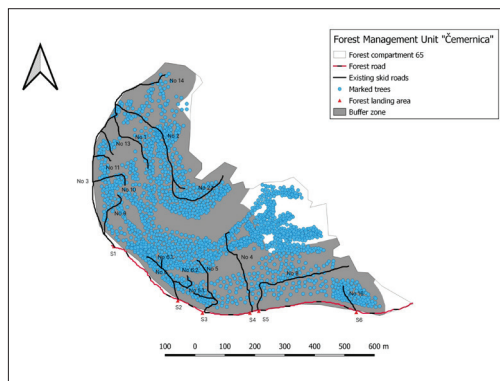 Forest Management Unit "Čemernica"
Forest compartment 65
Forest road
Existing skid roads
Marked trees
Forest landing area
Buffer zone
No 14
No 13
No 1
No 2
No 11
No 3
No 10
No 4
No 5
No 8
S1
S2
S3
S4
S5
S6
100 0 100 200 300 400 500 600 m